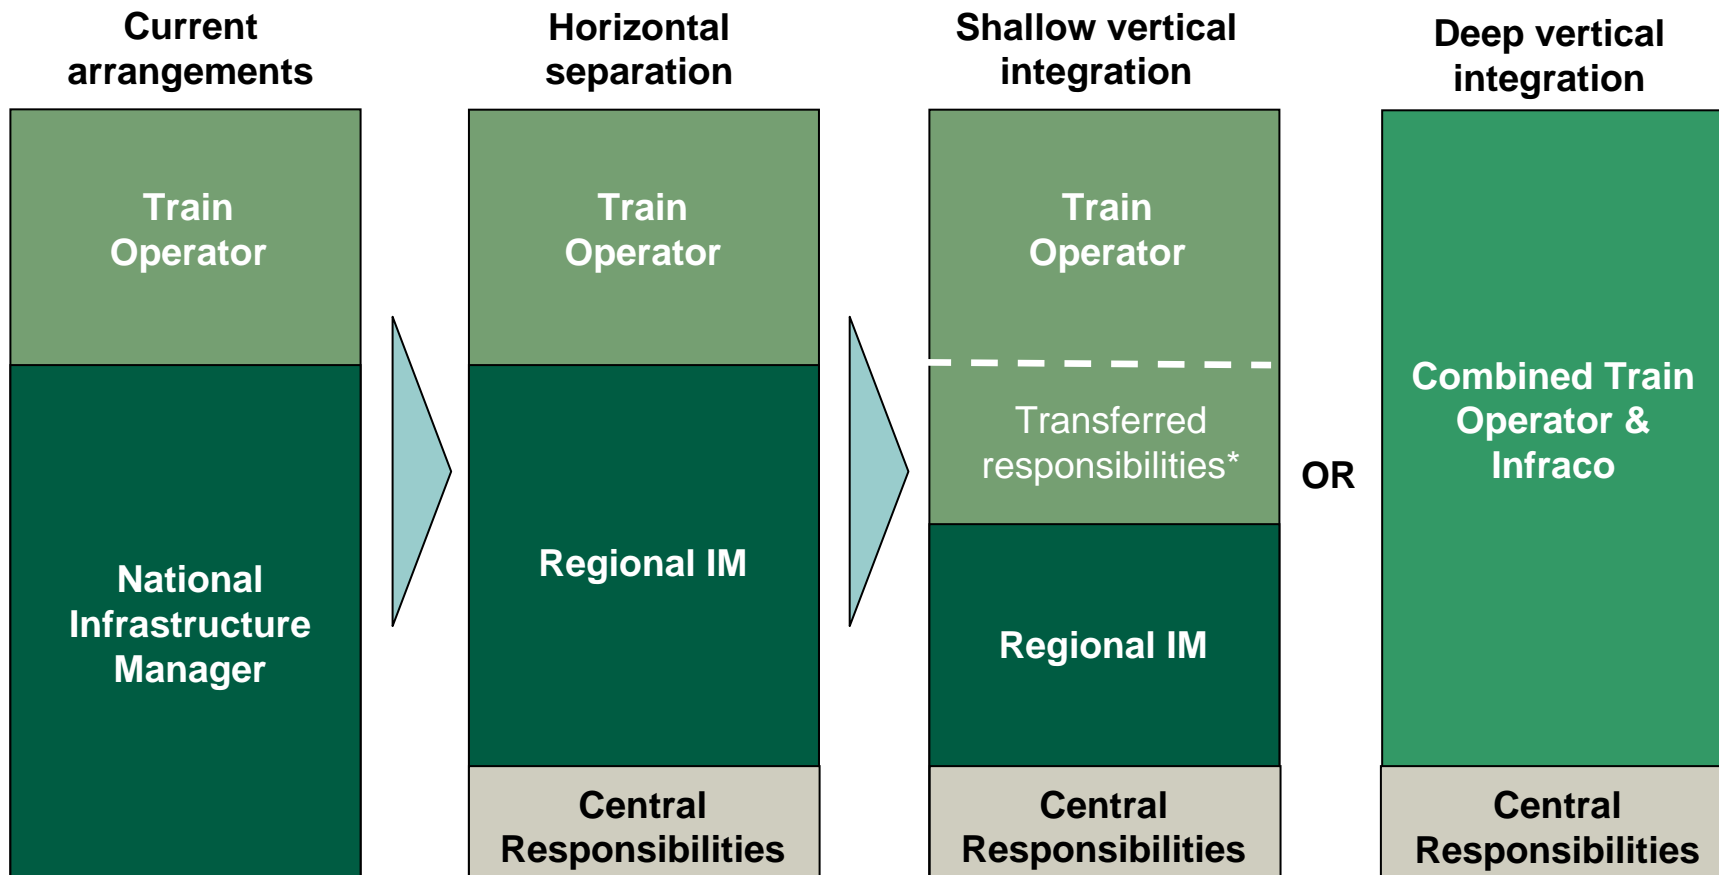 Current
arrangements
Train
Operator
National
Infrastructure
Manager
Horizontal
separation
Train
Operator
Regional IM
Central
Responsibilities
Shallow vertical
integration
Train
Operator
Transferred
responsibilities*
Regional IM
Central
Responsibilities
OR
Deep vertical
integration
Combined Train
Operator &
Infraco
Central
Responsibilities